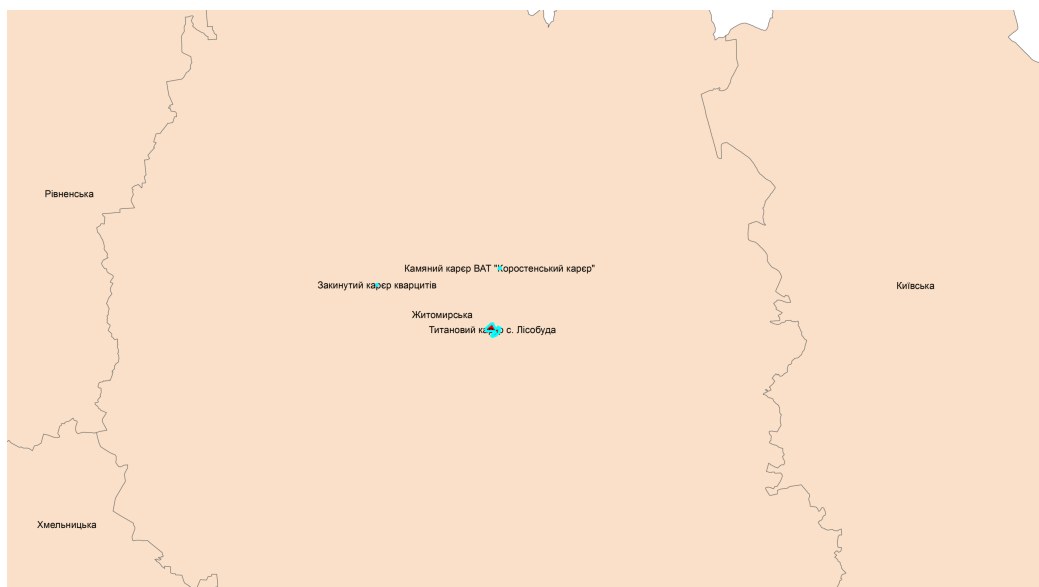 Рівненська
Камяний карєр ВАТ "Коростенський карєр"
Закинутий карєр кварцитів
Київська
Житомирська
Титановий карєр с. Лісобуда
Хмельницька